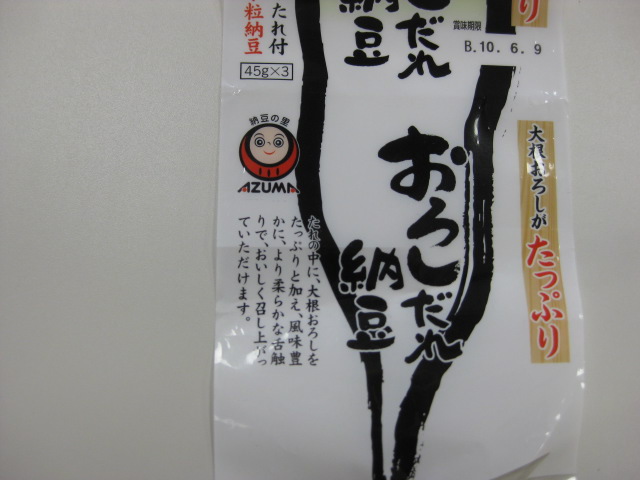 たれ付
粒納豆
45g×3
だれ
納豆
賞味期限
B.10. 6. 9
り
納豆の里
AZUMA
おろしだれ
納豆
大根おろしが
たっぷり
たれの中に、大根おろしを
たっぷりと加え、風味豊
かに、より柔らかな舌触
りで、おいしく召し上がっ
ていただけます。